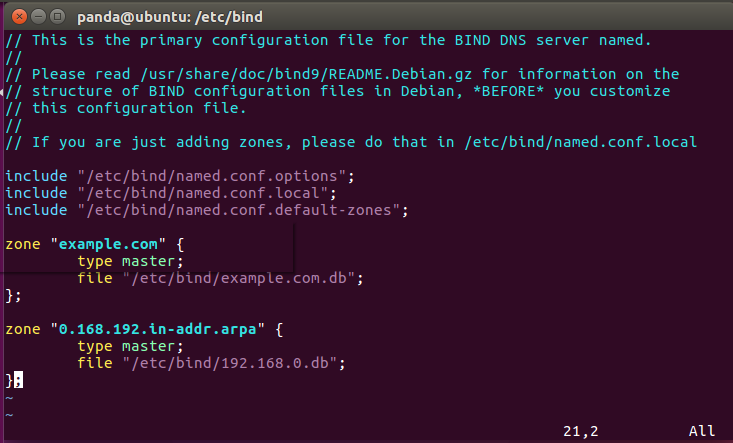 panda@ubuntu: /etc/bind
// This is the primary configuration file for the BIND DNS server named.
//
// Please read /usr/share/doc/bind9/README.Debian.gz for information on the
// structure of BIND configuration files in Debian, *BEFORE* you customize
// this configuration file.
//
// If you are just adding zones, please do that in /etc/bind/named.conf.local
include "/etc/bind/named.conf.options";
include "/etc/bind/named.conf.local";
include "/etc/bind/named.conf.default-zones";
zone "example.com" {
        type master;
        file "/etc/bind/example.com.db";
};
zone "0.168.192.in-addr.arpa" {
        type master;
        file "/etc/bind/192.168.0.db";
};
~
~
21,2 All